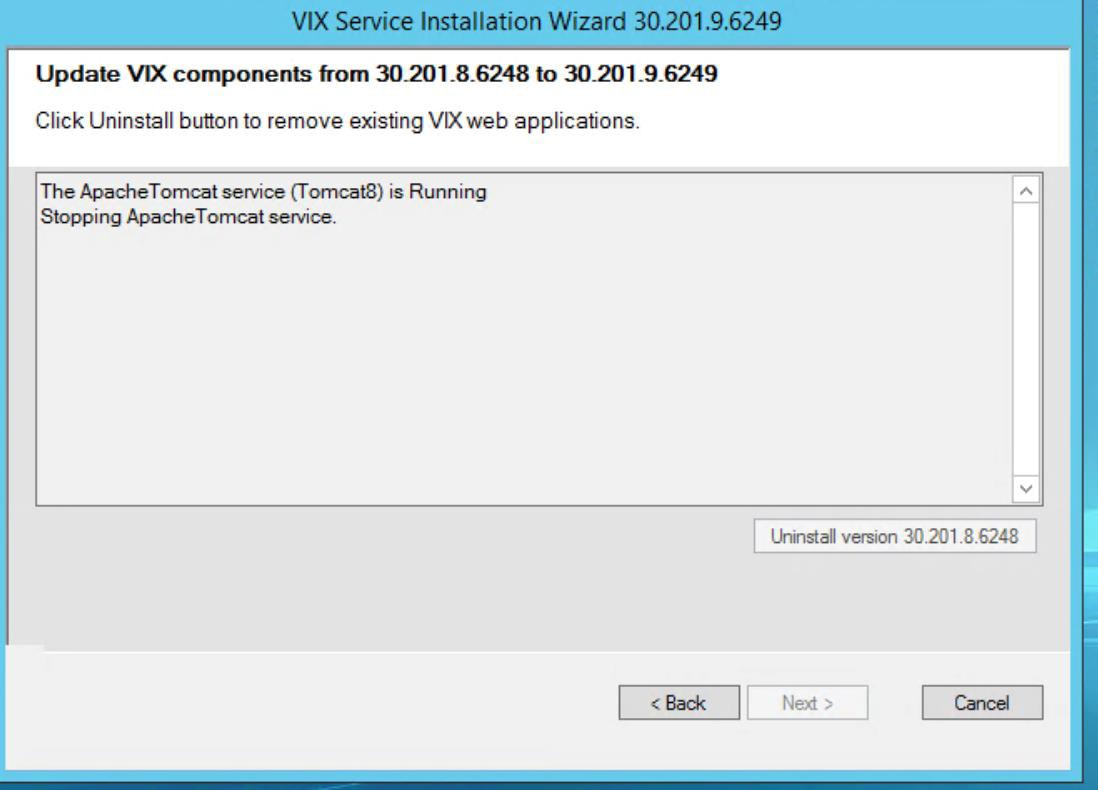 VIX Service Installation Wizard 30.201.9.6249
Update VIX components from 30.201.8.6248 to 30.201.9.6249
Click Uninstall button to remove existing VIX web applications.
The ApacheTomcat service (Tomcat8) is Running
Stopping ApacheTomcat service.
Uninstall version 30.201.8.6248
< Back Next > Cancel